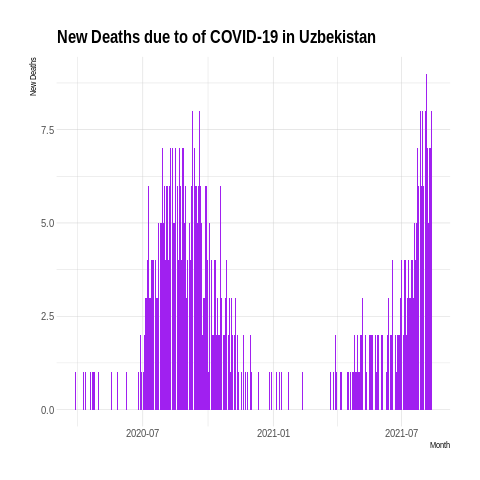 New Deaths due to of COVID-19 in Uzbekistan
New Deaths
7.5
5.0
2.5
0.0
2020-07 2021-01 2021-07
Month